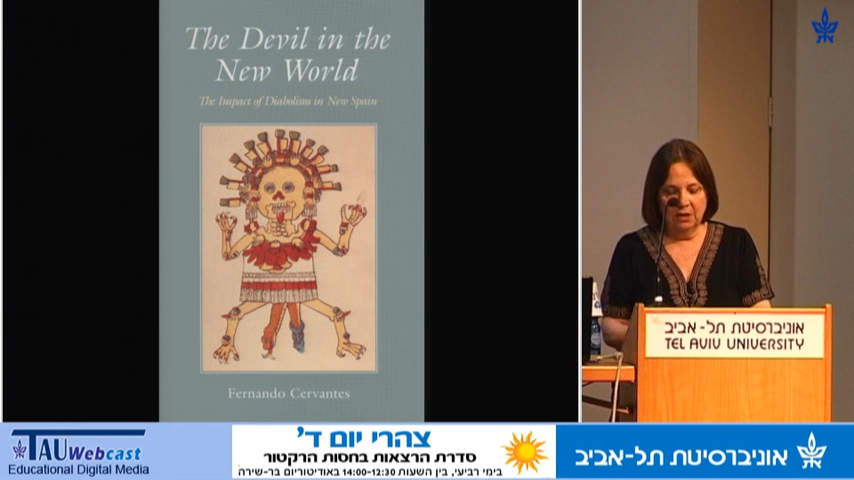 The Devil in the
New World
The Impact of Diabolism in New Spain
Fernando Cervantes
אוניברסיטת תל-אביב
TEL AVIV UNIVERSITY
TAU Webcast
Educational Digital Media
צהרי יום ד'
סדרת הרצאות בחסות הרקטור
בימי רביעי, בין השעות 14:00-12:30 באודיטוריום בר-שירה
אוניברסיטת תל-אביב